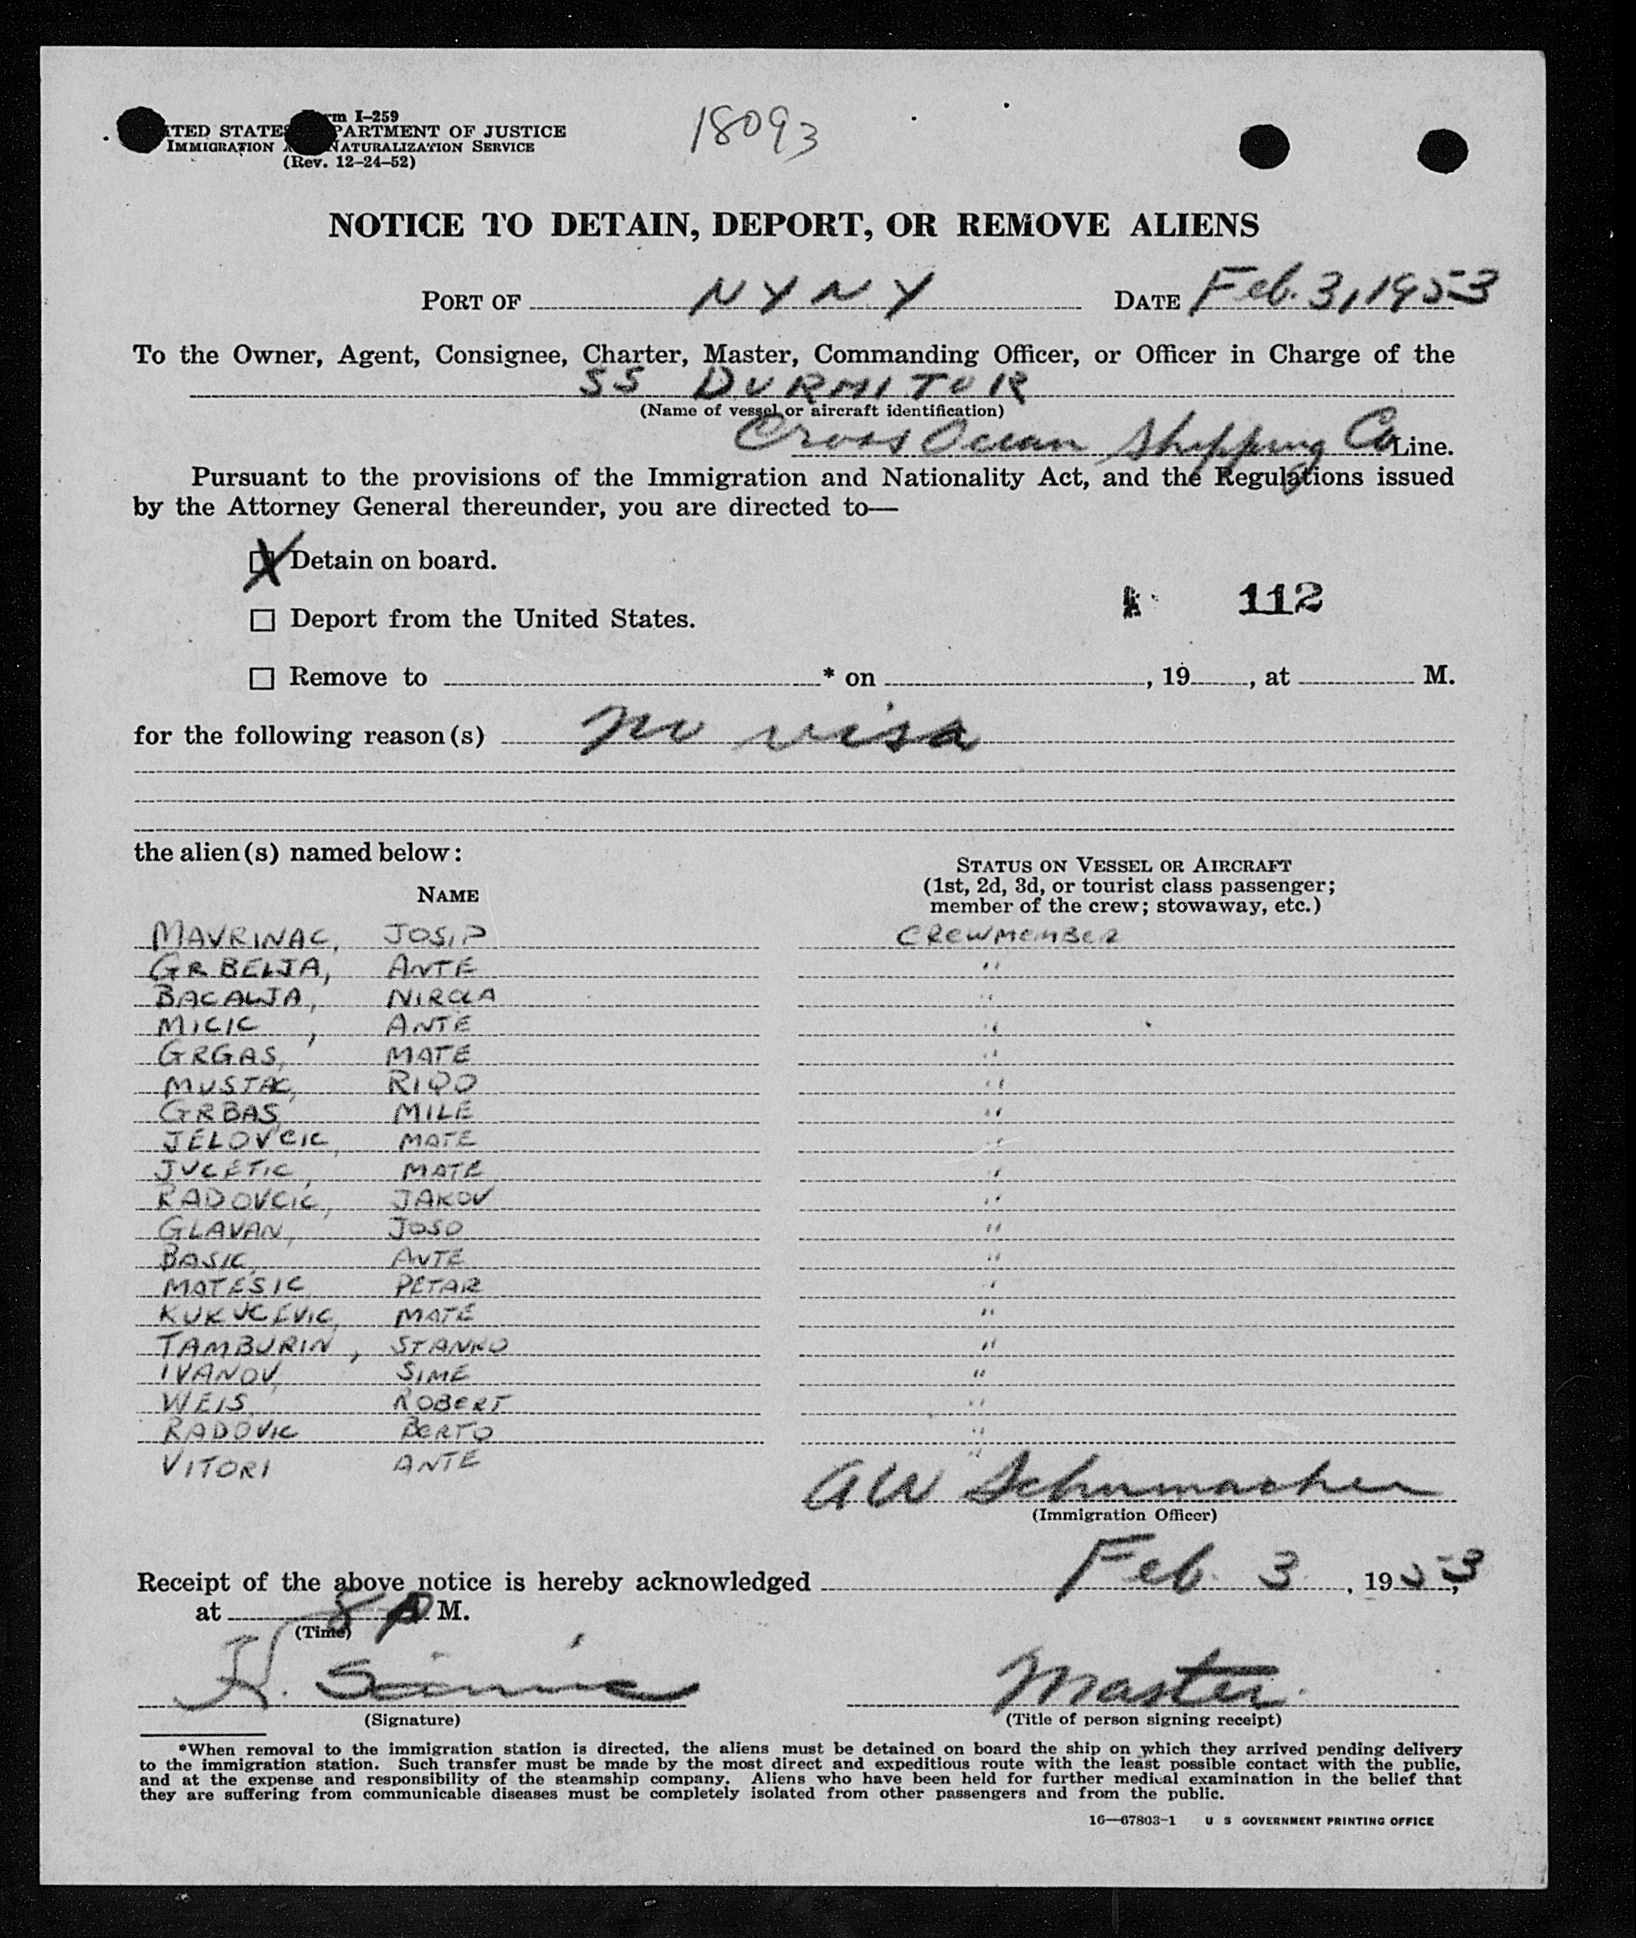 Form I-259
UNITED STATES DEPARTMENT OF JUSTICE
IMMIGRATION AND NATURALIZATION SERVICE
(Rev. 12-24-52)
18093
NOTICE TO DETAIN, DEPORT, OR REMOVE ALIENS
PORT OF NYNY DATE Feb. 3, 1953
To the Owner, Agent, Consignee, Charter, Master, Commanding Officer, or Officer in Charge of the
SS DURMITOR
(Name of vessel or aircraft identification)
Cross Ocean Shipping Co Line.
Pursuant to the provisions of the Immigration and Nationality Act, and the Regulations issued
by the Attorney General thereunder, you are directed to—
X Detain on board.
112
☐ Deport from the United States.
☐ Remove to * on , 19 , at M.
for the following reason(s) no visa
the alien(s) named below:
STATUS ON VESSEL OR AIRCRAFT
(1st, 2d, 3d, or tourist class passenger;
member of the crew; stowaway, etc.)
NAME
MAVRINAC, JOSIP CREWMEMBER
GRBELJA, ANTE "
BACALJA, "
MICIC, ANTE "
GRGAS, MATE "
MUSTAC, "
GRBAS MILE "
JELOVCIC, MATE "
JUCETIC, MATE "
RADOVCIC, JAKOV "
GLAVAN, JOSO "
BASIC, ANTE "
MATESIC PETAR "
KUKUCEVIC, MATE "
TAMBURIN, STANKO "
IVANOV, SIME "
WEIS, ROBERT "
RADOVIC BERTO "
VITORI ANTE "
AW Schumacher
(Immigration Officer)
Receipt of the above notice is hereby acknowledged Feb. 3, 1953,
at 8 P M.
(Time)
Master
(Signature) (Title of person signing receipt)
*When removal to the immigration station is directed, the aliens must be detained on board the ship on which they arrived pending delivery
to the immigration station. Such transfer must be made by the most direct and expeditious route with the least possible contact with the public,
and at the expense and responsibility of the steamship company. Aliens who have been held for further medical examination in the belief that
they are suffering from communicable diseases must be completely isolated from other passengers and from the public.
16—67803-1 U S GOVERNMENT PRINTING OFFICE